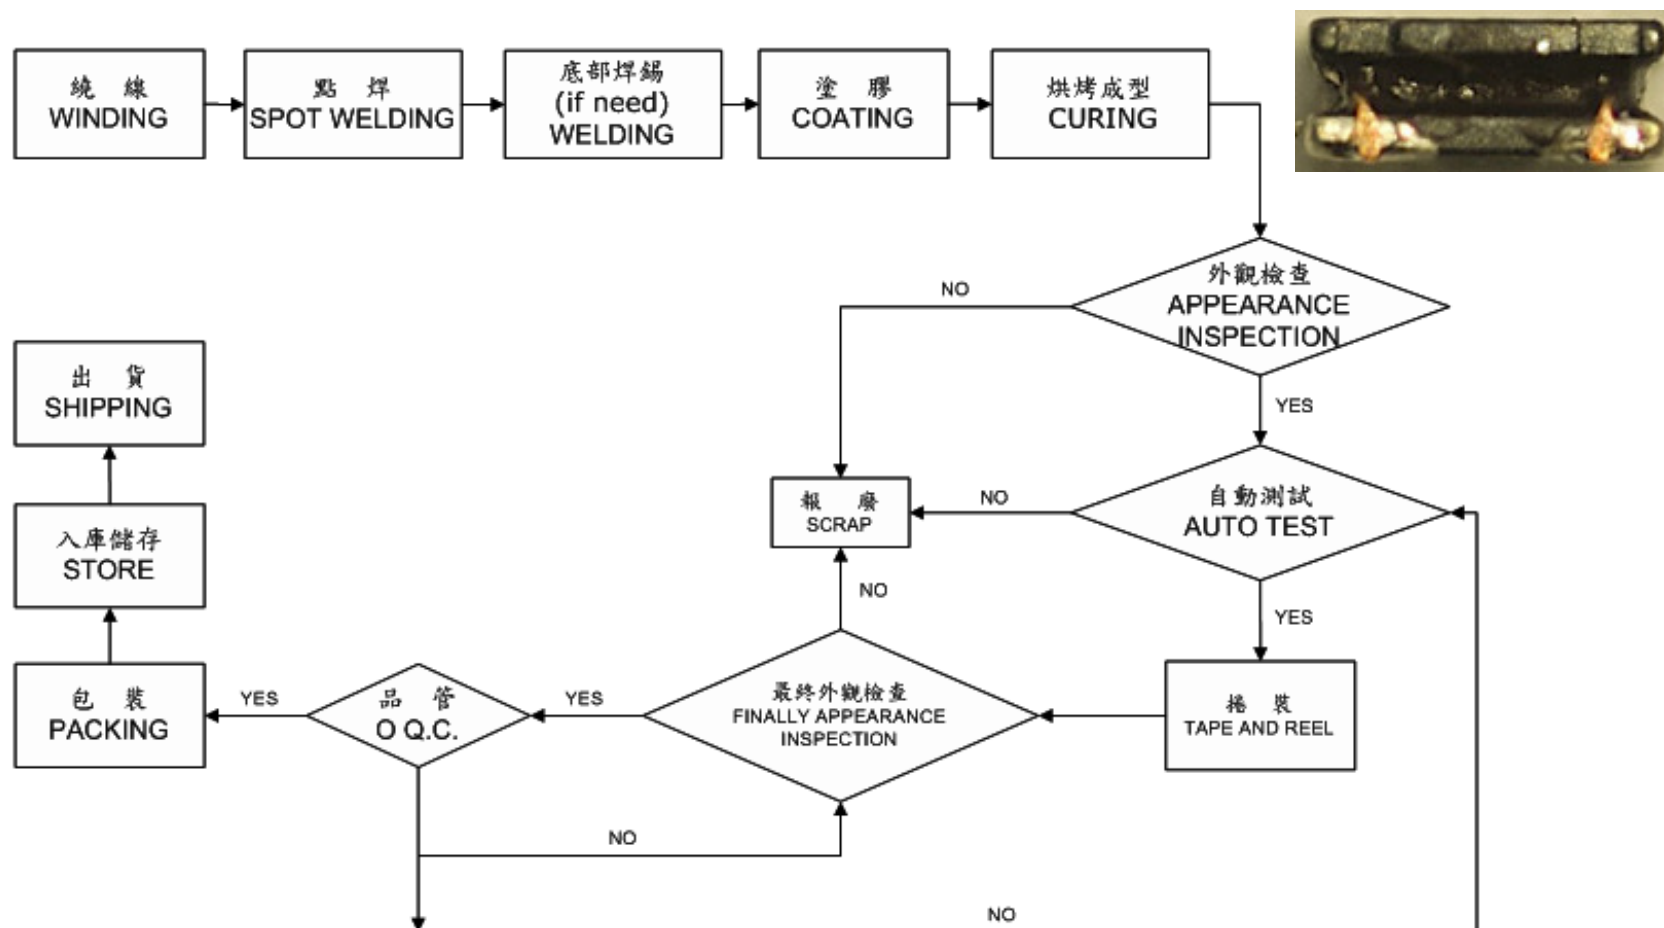 繞 線
WINDING
點 焊
SPOT WELDING
底部焊錫
(if need)
WELDING
塗 膠
COATING
烘烤成型
CURING
外觀檢查
APPEARANCE
INSPECTION
NO
YES
出 貨
SHIPPING
報 廢
SCRAP
NO
自動測試
AUTO TEST
入庫儲存
STORE
NO
YES
包 裝
PACKING
YES
品 管
O Q.C.
YES
最終外觀檢查
FINALLY APPEARANCE
INSPECTION
捲 裝
TAPE AND REEL
NO
NO